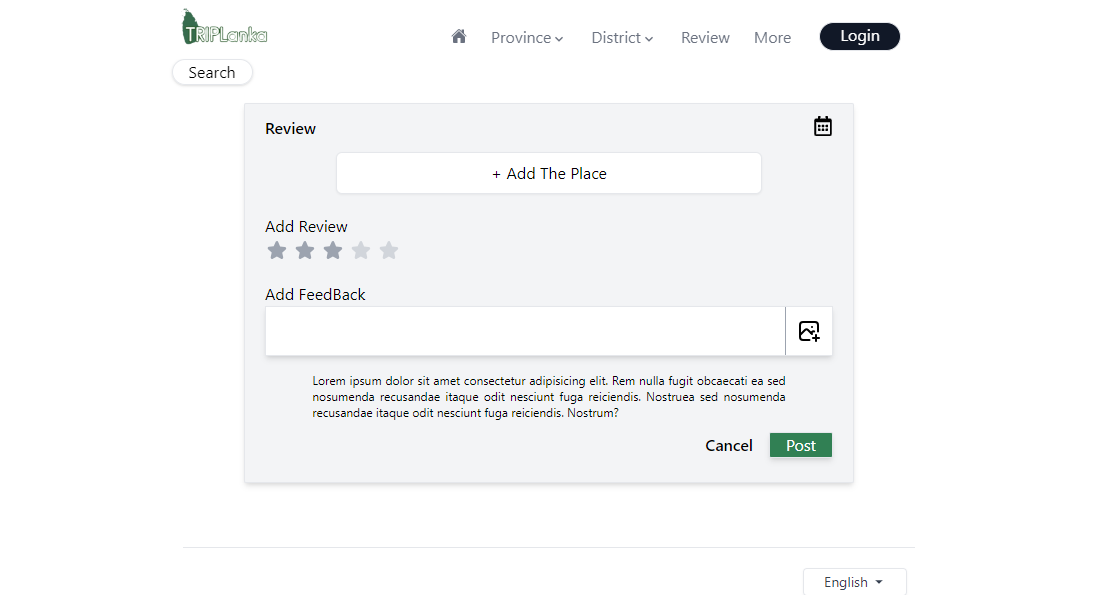 TRIPLanka
Province
District
Review
More
Login
Search
Review
+ Add The Place
Add Review
Add FeedBack
Lorem ipsum dolor sit amet consectetur adipisicing elit. Rem nulla fugit obcaecati ea sed
nosumenda recusandae itaque odit nesciunt fuga reiciendis. Nostruea sed nosumenda
recusandae itaque odit nesciunt fuga reiciendis. Nostrum?
Cancel
Post
English